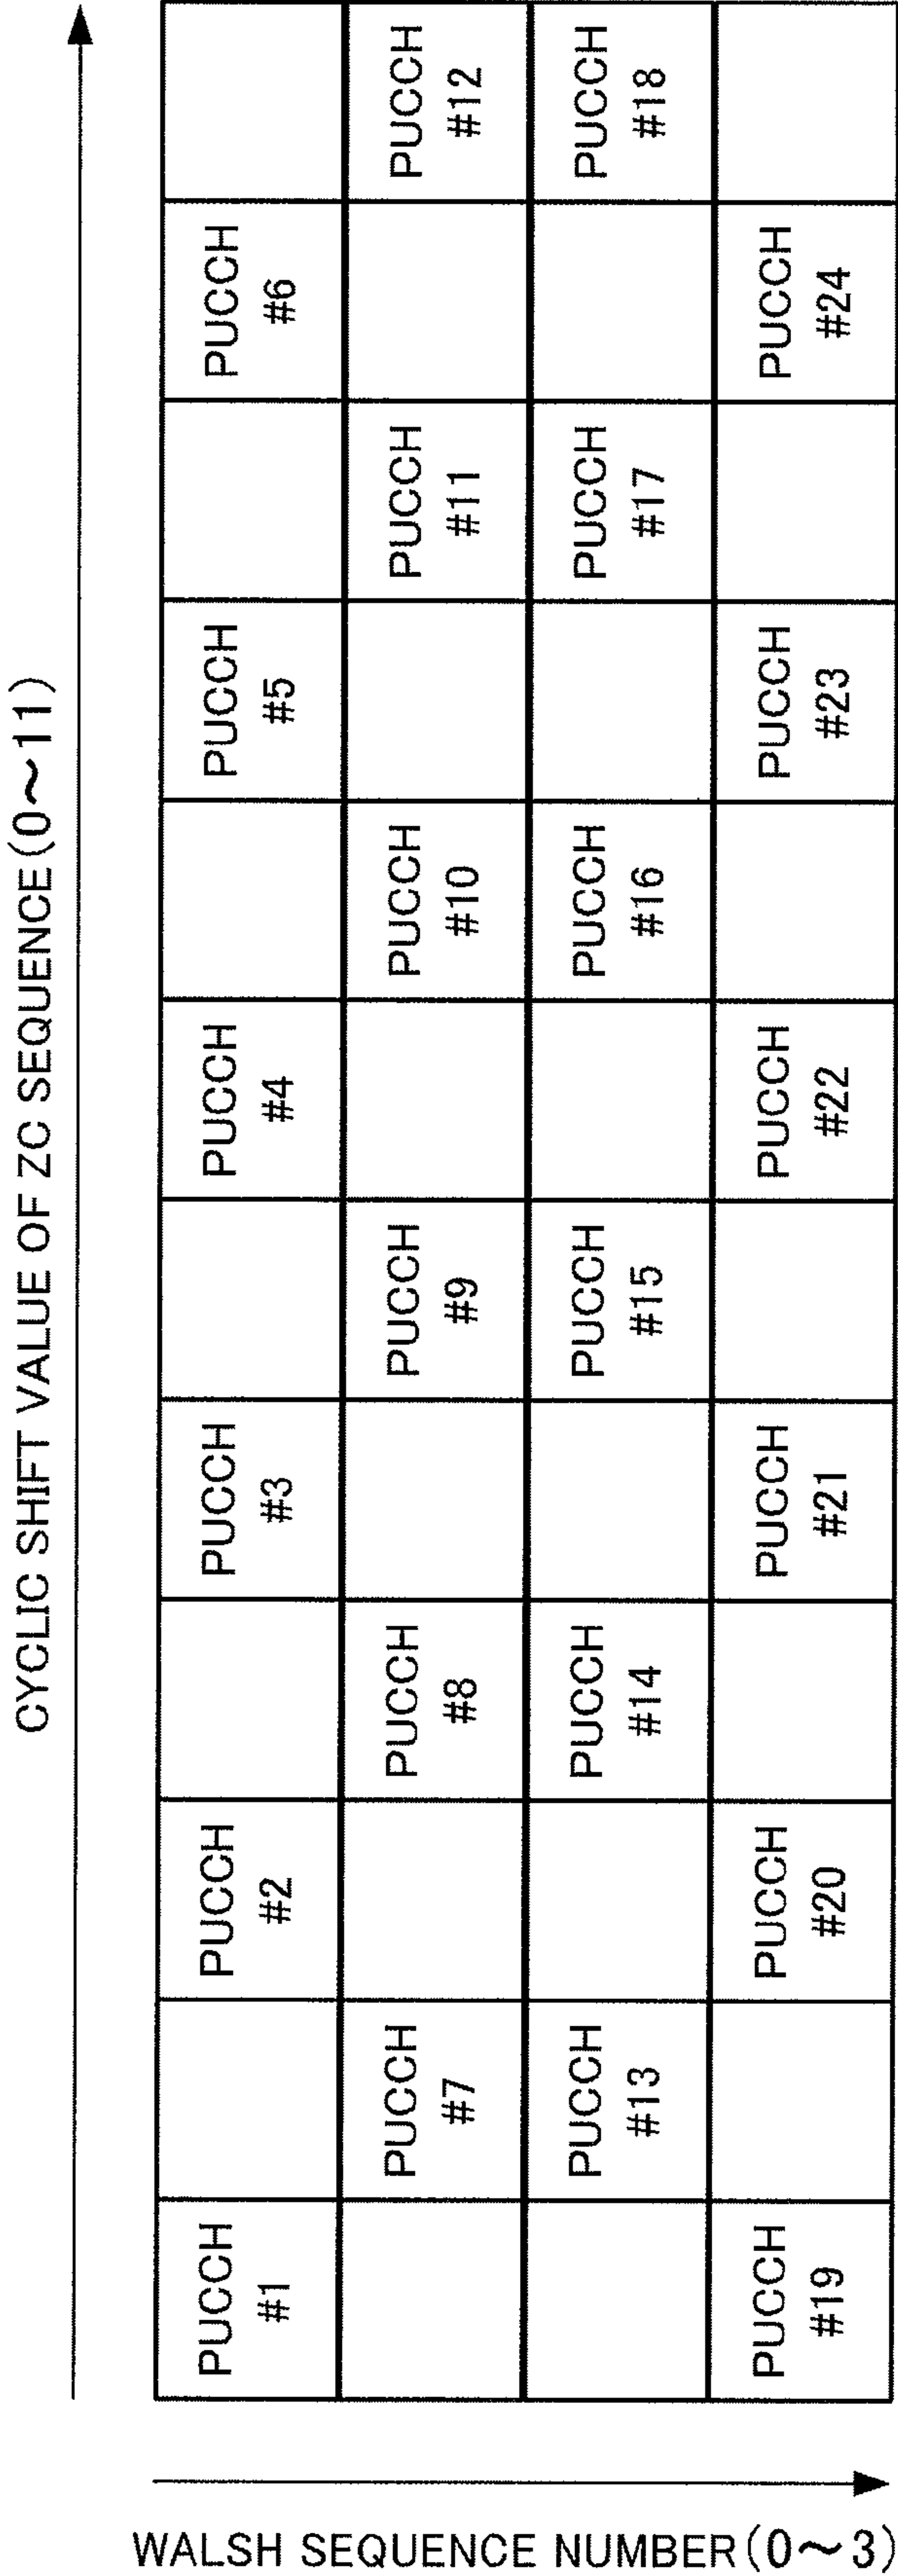 CYCLIC SHIFT VALUE OF ZC SEQUENCE(0~11)
WALSH SEQUENCE NUMBER(0~3)
PUCCH
#1
PUCCH
#2
PUCCH
#3
PUCCH
#4
PUCCH
#5
PUCCH
#6
PUCCH
#7
PUCCH
#8
PUCCH
#9
PUCCH
#10
PUCCH
#11
PUCCH
#12
PUCCH
#13
PUCCH
#14
PUCCH
#15
PUCCH
#16
PUCCH
#17
PUCCH
#18
PUCCH
#19
PUCCH
#20
PUCCH
#21
PUCCH
#22
PUCCH
#23
PUCCH
#24